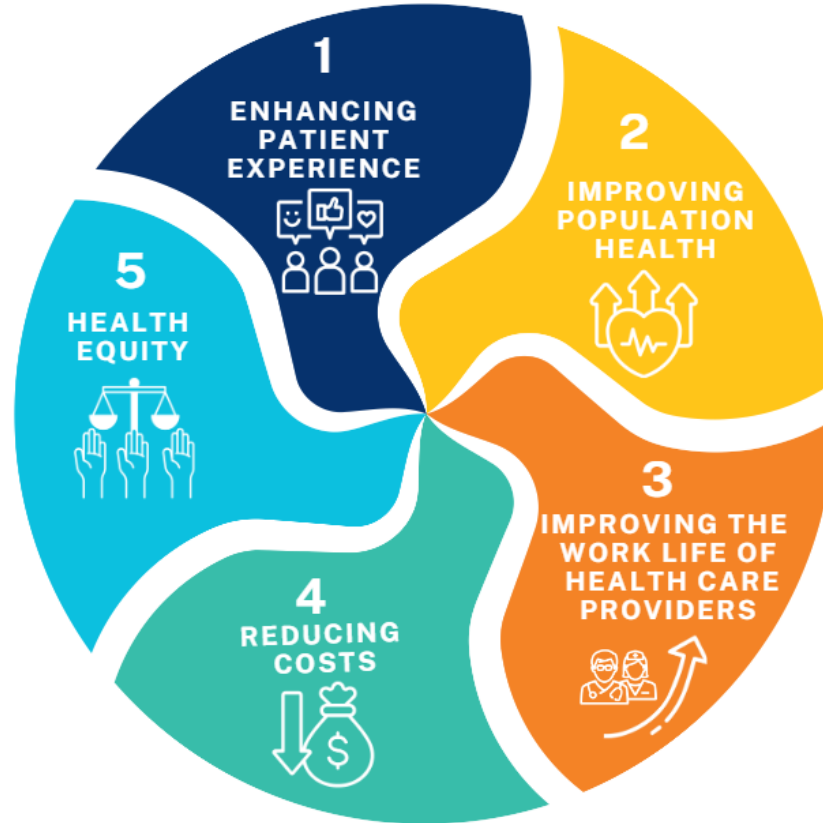 1
ENHANCING
PATIENT
EXPERIENCE
2
IMPROVING
POPULATION
HEALTH
3
IMPROVING THE
WORK LIFE OF
HEALTH CARE
PROVIDERS
4
REDUCING
COSTS
$
5
HEALTH
EQUITY